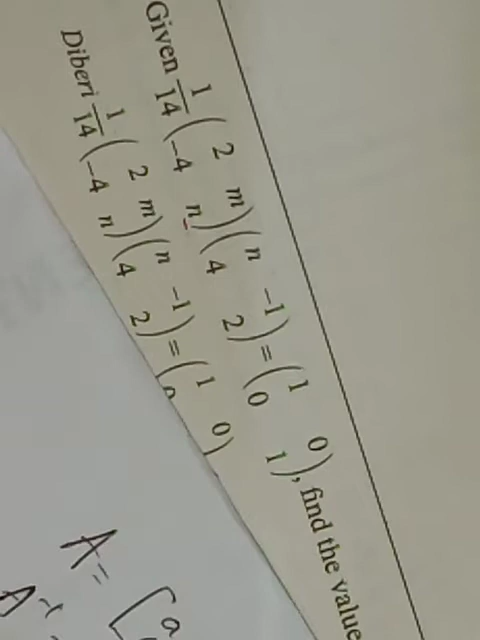 Given 1/14 ( 2 m ) ( n -1 ) = ( 1 0 ), find the value
( -4 n ) ( 4 2 ) ( 0 1 )
Diberi 1/14 ( 2 m ) ( n -1 ) = ( 1 0 )
( -4 n ) ( 4 2 )
A = [ a
A